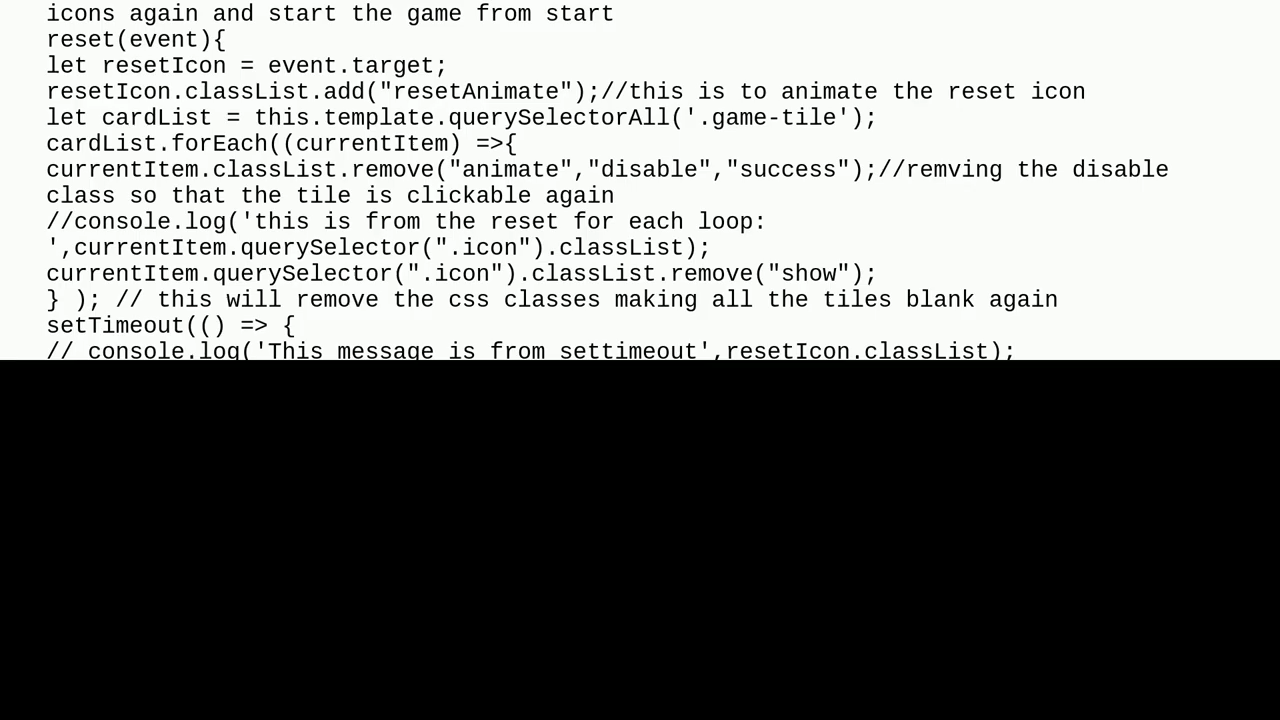 icons again and start the game from start
reset(event){
let resetIcon = event.target;
resetIcon.classList.add("resetAnimate");//this is to animate the reset icon
let cardList = this.template.querySelectorAll('.game-tile');
cardList.forEach((currentItem) =>{
currentItem.classList.remove("animate","disable","success");//remving the disable
class so that the tile is clickable again
//console.log('this is from the reset for each loop:
',currentItem.querySelector(".icon").classList);
currentItem.querySelector(".icon").classList.remove("show");
} ); // this will remove the css classes making all the tiles blank again
setTimeout(() => {
// console.log('This message is from settimeout',resetIcon.classList);